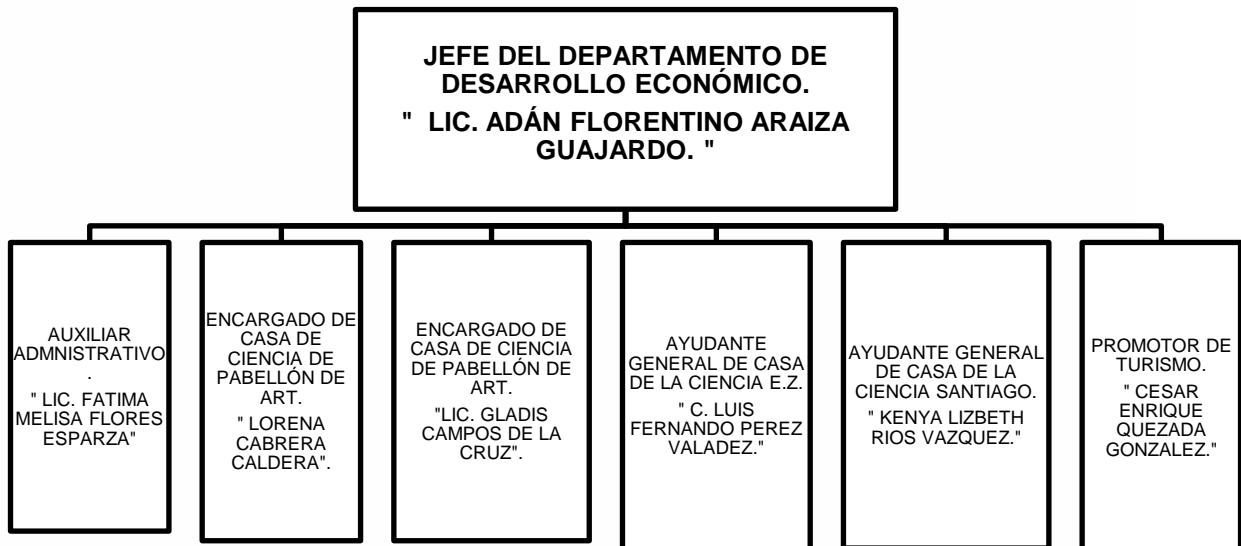 JEFE DEL DEPARTAMENTO DE
DESARROLLO ECONÓMICO.
" LIC. ADÁN FLORENTINO ARAIZA
GUAJARDO. "
AUXILIAR
ADMNISTRATIVO
.
" LIC. FATIMA
MELISA FLORES
ESPARZA"
ENCARGADO DE
CASA DE
CIENCIA DE
PABELLÓN DE
ART.
" LORENA
CABRERA
CALDERA".
ENCARGADO DE
CASA DE CIENCIA
DE PABELLÓN DE
ART.
"LIC. GLADIS
CAMPOS DE LA
CRUZ".
AYUDANTE
GENERAL DE CASA
DE LA CIENCIA E.Z.
" C. LUIS
FERNANDO PEREZ
VALADEZ."
AYUDANTE GENERAL
DE CASA DE LA
CIENCIA SANTIAGO.
" KENYA LIZBETH
RIOS VAZQUEZ."
PROMOTOR DE
TURISMO.
" CESAR
ENRIQUE
QUEZADA
GONZALEZ."